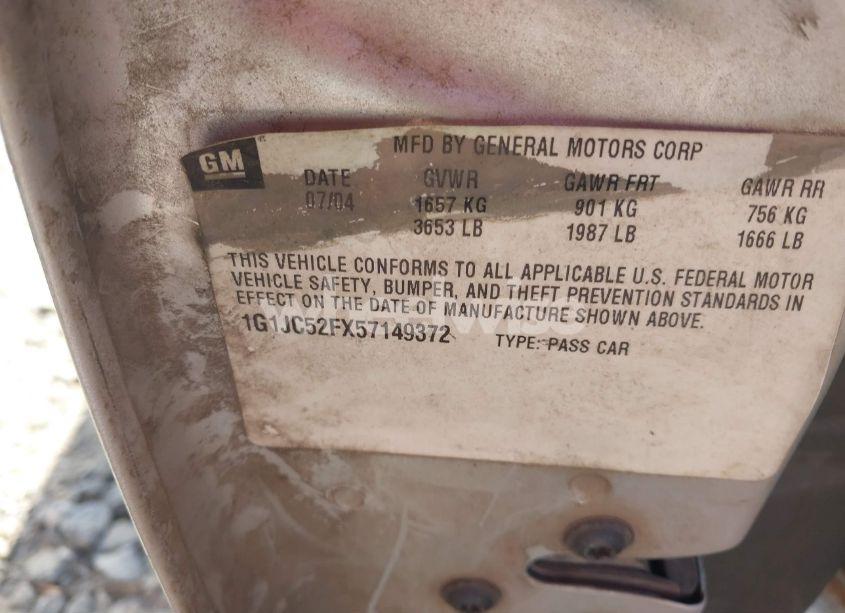 GM
MFD BY GENERAL MOTORS CORP
DATE GVWR GAWR FRT GAWR RR
07/04 1657 KG 901 KG 756 KG
3653 LB 1987 LB 1666 LB
THIS VEHICLE CONFORMS TO ALL APPLICABLE U.S. FEDERAL MOTOR
VEHICLE SAFETY, BUMPER, AND THEFT PREVENTION STANDARDS IN
EFFECT ON THE DATE OF MANUFACTURE SHOWN ABOVE.
1G1JC52FX57149372 TYPE: PASS CAR